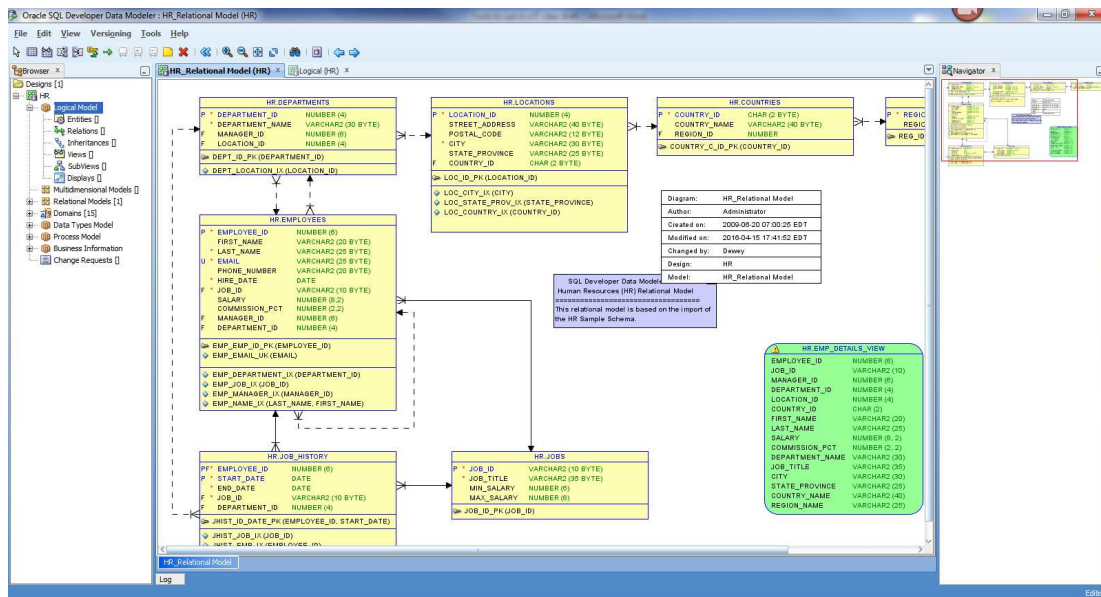 Oracle SQL Developer Data Modeler : HR_Relational Model (HR)
File Edit View Versioning Tools Help
Browser
HR_Relational Model (HR)
Logical (HR)
Navigator
Designs [1]
HR
Logical Model
Entities []
Relations []
Inheritances []
Views []
SubViews []
Displays []
Multidimensional Models []
Relational Models [1]
Domains [15]
Data Types Model
Process Model
Business Information
Change Requests []
HR.DEPARTMENTS
P * DEPARTMENT_ID NUMBER (4)
* DEPARTMENT_NAME VARCHAR2 (30 BYTE)
F MANAGER_ID NUMBER (6)
F LOCATION_ID NUMBER (4)
DEPT_ID_PK (DEPARTMENT_ID)
DEPT_LOCATION_IX (LOCATION_ID)
HR.LOCATIONS
P * LOCATION_ID NUMBER (4)
STREET_ADDRESS VARCHAR2 (40 BYTE)
POSTAL_CODE VARCHAR2 (12 BYTE)
* CITY VARCHAR2 (30 BYTE)
STATE_PROVINCE VARCHAR2 (25 BYTE)
F COUNTRY_ID CHAR (2 BYTE)
LOC_ID_PK (LOCATION_ID)
LOC_CITY_IX (CITY)
LOC_STATE_PROV_IX (STATE_PROVINCE)
LOC_COUNTRY_IX (COUNTRY_ID)
HR.COUNTRIES
P * COUNTRY_ID CHAR (2 BYTE)
COUNTRY_NAME VARCHAR2 (40 BYTE)
F REGION_ID NUMBER
COUNTRY_C_ID_PK (COUNTRY_ID)
P * REGIO
REGIO
REG_ID
HR.EMPLOYEES
P * EMPLOYEE_ID NUMBER (6)
FIRST_NAME VARCHAR2 (20 BYTE)
* LAST_NAME VARCHAR2 (25 BYTE)
U * EMAIL VARCHAR2 (25 BYTE)
PHONE_NUMBER VARCHAR2 (20 BYTE)
* HIRE_DATE DATE
F * JOB_ID VARCHAR2 (10 BYTE)
SALARY NUMBER (8,2)
COMMISSION_PCT NUMBER (2,2)
F MANAGER_ID NUMBER (6)
F DEPARTMENT_ID NUMBER (4)
EMP_EMP_ID_PK (EMPLOYEE_ID)
EMP_EMAIL_UK (EMAIL)
EMP_DEPARTMENT_IX (DEPARTMENT_ID)
EMP_JOB_IX (JOB_ID)
EMP_MANAGER_IX (MANAGER_ID)
EMP_NAME_IX (LAST_NAME, FIRST_NAME)
Diagram: HR_Relational Model
Author: Administrator
Created on: 2009-06-20 07:00:25 EDT
Modified on: 2016-04-15 17:41:52 EDT
Changed by: Dewey
Design: HR
Model: HR_Relational Model
SQL Developer Data Model
Human Resources (HR) Relational Model
===================================
This relational model is based on the import of
the HR Sample Schema.
HR.EMP_DETAILS_VIEW
EMPLOYEE_ID NUMBER (6)
JOB_ID VARCHAR2 (10)
MANAGER_ID NUMBER (6)
DEPARTMENT_ID NUMBER (4)
LOCATION_ID NUMBER (4)
COUNTRY_ID CHAR (2)
FIRST_NAME VARCHAR2 (20)
LAST_NAME VARCHAR2 (25)
SALARY NUMBER (8, 2)
COMMISSION_PCT NUMBER (2, 2)
DEPARTMENT_NAME VARCHAR2 (30)
JOB_TITLE VARCHAR2 (35)
CITY VARCHAR2 (30)
STATE_PROVINCE VARCHAR2 (25)
COUNTRY_NAME VARCHAR2 (40)
REGION_NAME VARCHAR2 (25)
HR.JOB_HISTORY
PF* EMPLOYEE_ID NUMBER (6)
P * START_DATE DATE
* END_DATE DATE
F * JOB_ID VARCHAR2 (10 BYTE)
F DEPARTMENT_ID NUMBER (4)
JHIST_ID_DATE_PK (EMPLOYEE_ID, START_DATE)
JHIST_JOB_IX (JOB_ID)
JHIST_EMP_IX (EMPLOYEE_ID)
HR.JOBS
P * JOB_ID VARCHAR2 (10 BYTE)
* JOB_TITLE VARCHAR2 (35 BYTE)
MIN_SALARY NUMBER (6)
MAX_SALARY NUMBER (6)
JOB_ID_PK (JOB_ID)
HR_Relational Model
Log
Editi